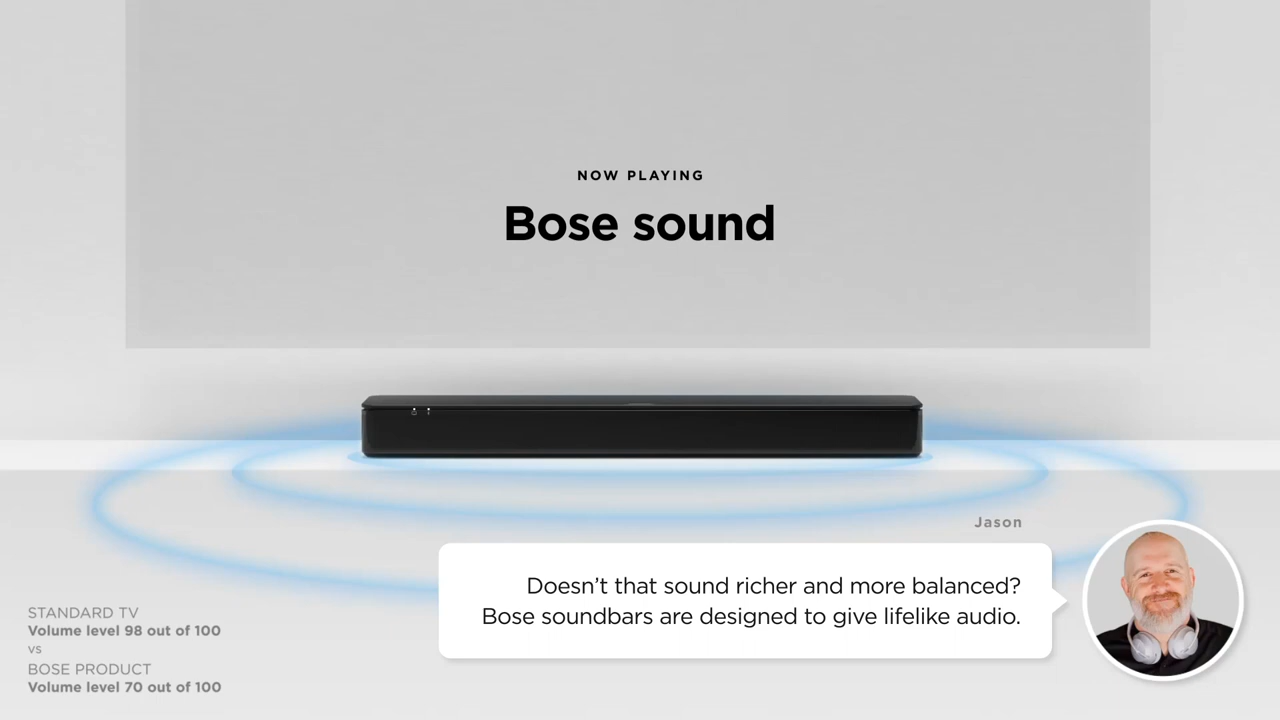 NOW PLAYING
Bose sound
Jason
Doesn’t that sound richer and more balanced?
Bose soundbars are designed to give lifelike audio.
STANDARD TV
Volume level 98 out of 100
vs
BOSE PRODUCT
Volume level 70 out of 100